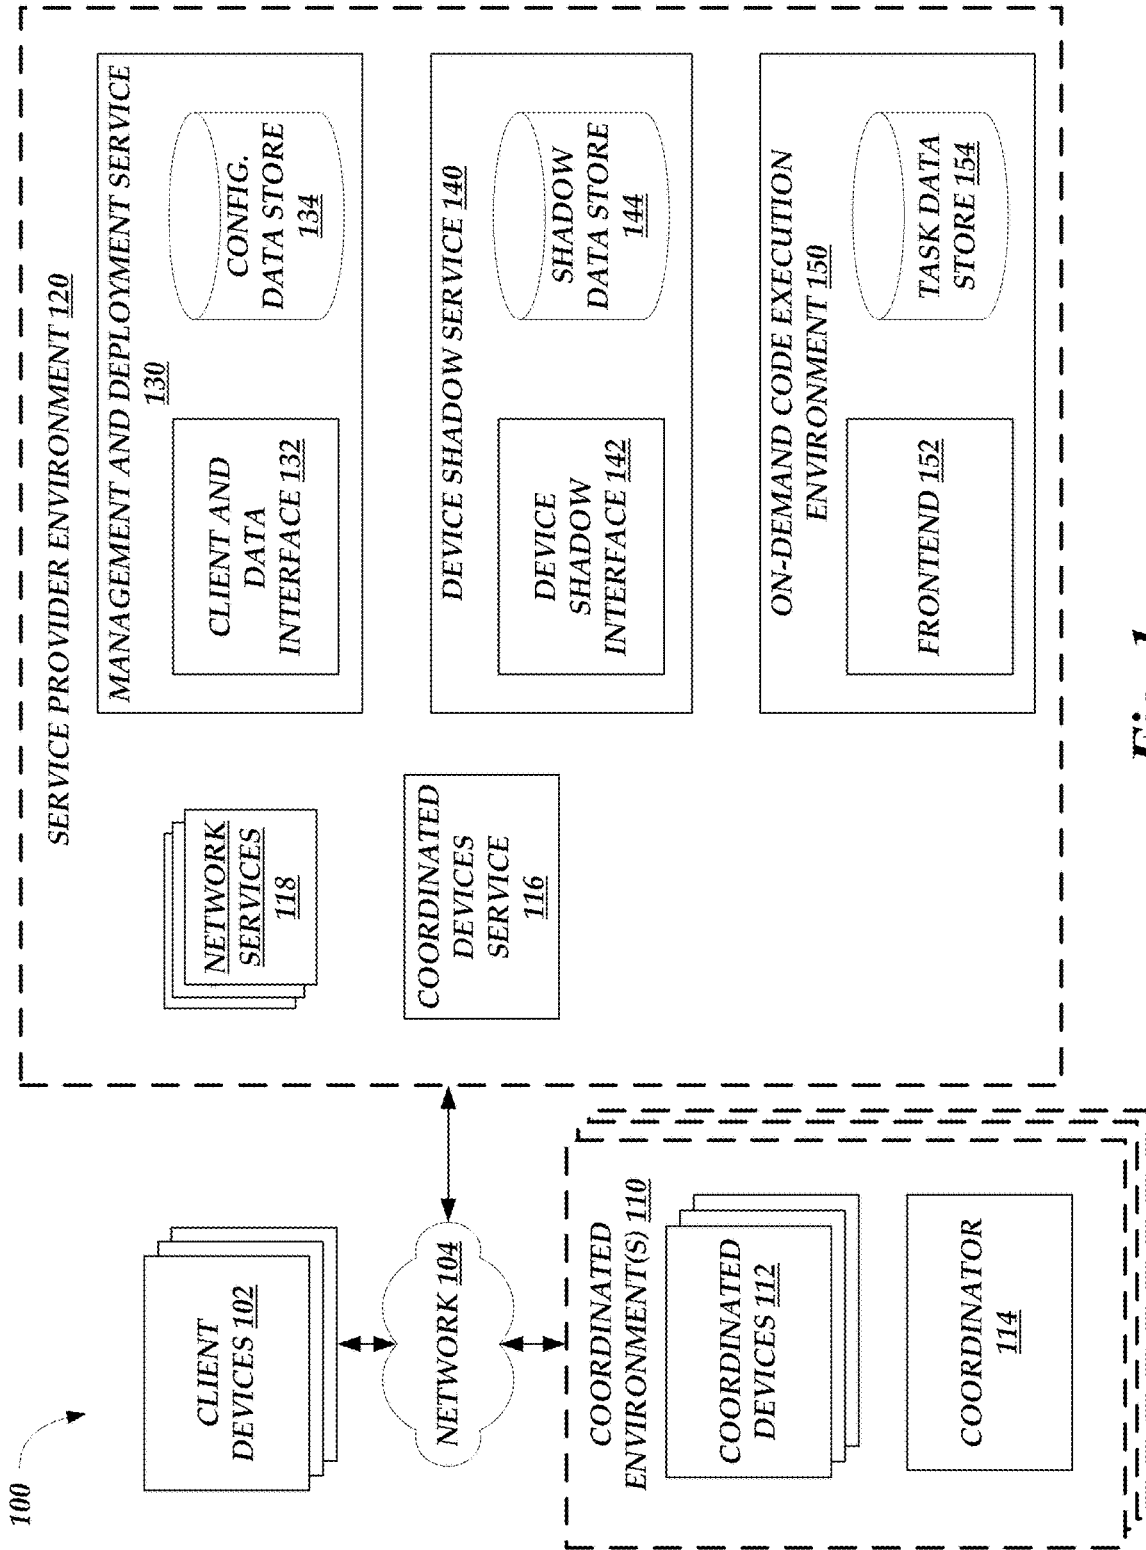 100
CLIENT
DEVICES 102
NETWORK 104
COORDINATED
ENVIRONMENT(S) 110
COORDINATED
DEVICES 112
COORDINATOR
114
SERVICE PROVIDER ENVIRONMENT 120
NETWORK
SERVICES
118
COORDINATED
DEVICES
SERVICE
116
MANAGEMENT AND DEPLOYMENT SERVICE
130
CLIENT AND
DATA
INTERFACE 132
CONFIG.
DATA STORE
134
DEVICE SHADOW SERVICE 140
DEVICE
SHADOW
INTERFACE 142
SHADOW
DATA STORE
144
ON-DEMAND CODE EXECUTION
ENVIRONMENT 150
FRONTEND 152
TASK DATA
STORE 154